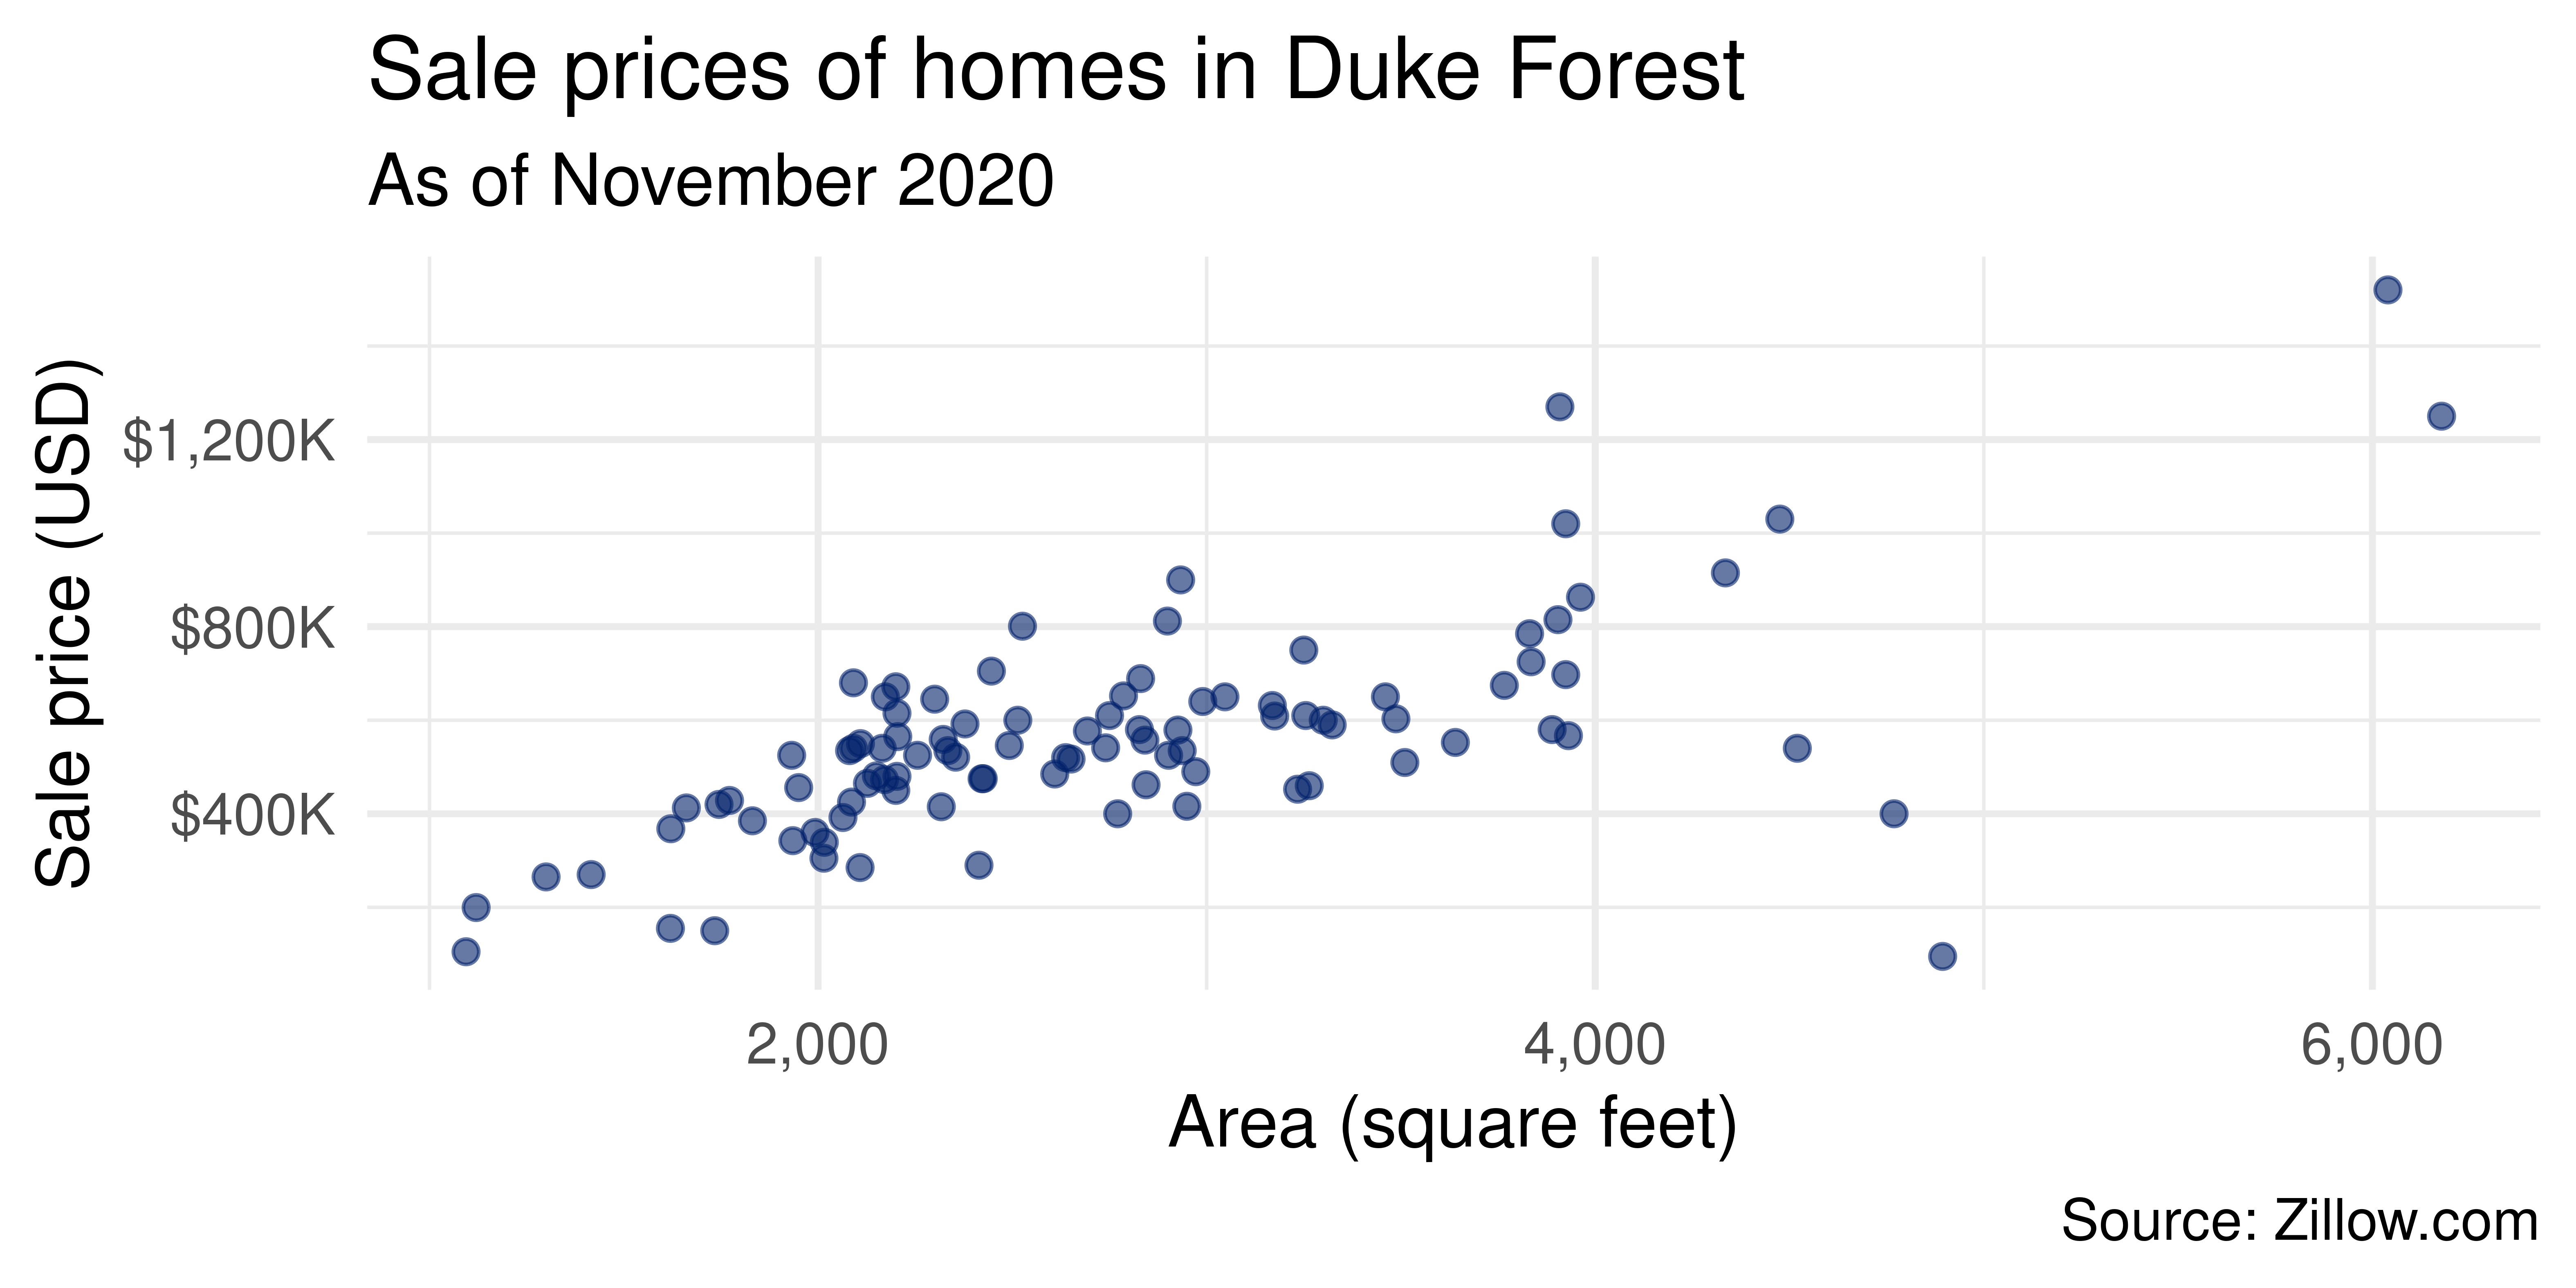 Sale prices of homes in Duke Forest
As of November 2020
Sale price (USD)
$1,200K
$800K
$400K
2,000
4,000
6,000
Area (square feet)
Source: Zillow.com